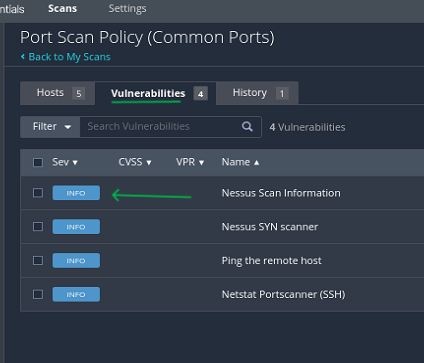 entials Scans Settings
Port Scan Policy (Common Ports)
‹ Back to My Scans
Hosts 5 Vulnerabilities 4 History 1
Filter Search Vulnerabilities 4 Vulnerabilities
Sev CVSS VPR Name
INFO Nessus Scan Information
INFO Nessus SYN scanner
INFO Ping the remote host
INFO Netstat Portscanner (SSH)